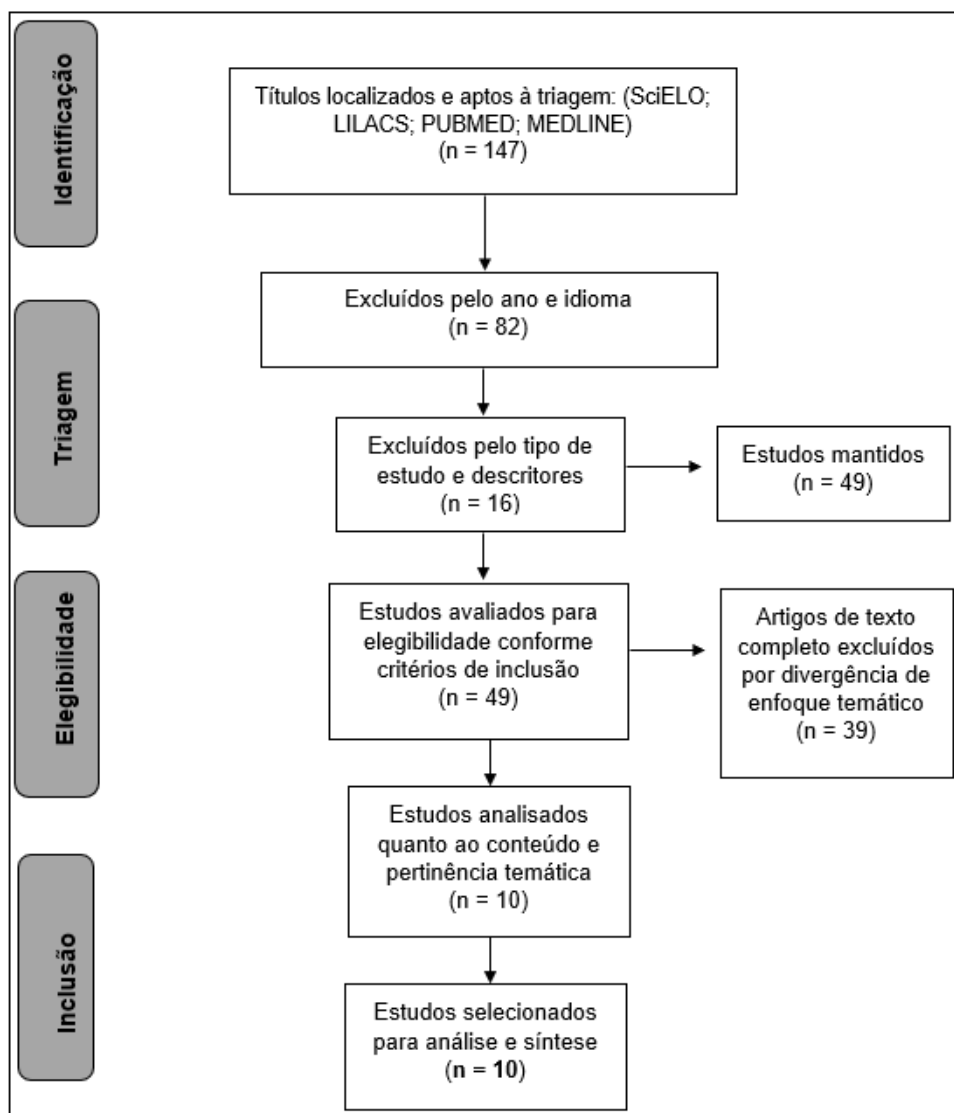 Identificação
Títulos localizados e aptos à triagem: (SciELO;
LILACS; PUBMED; MEDLINE)
(n = 147)
Triagem
Excluídos pelo ano e idioma
(n = 82)
Excluídos pelo tipo de
estudo e descritores
(n = 16)
Estudos mantidos
(n = 49)
Elegibilidade
Estudos avaliados para
elegibilidade conforme
critérios de inclusão
(n = 49)
Artigos de texto
completo excluídos
por divergência de
enfoque temático
(n = 39)
Estudos analisados
quanto ao conteúdo e
pertinência temática
(n = 10)
Inclusão
Estudos selecionados
para análise e síntese
(n = 10)